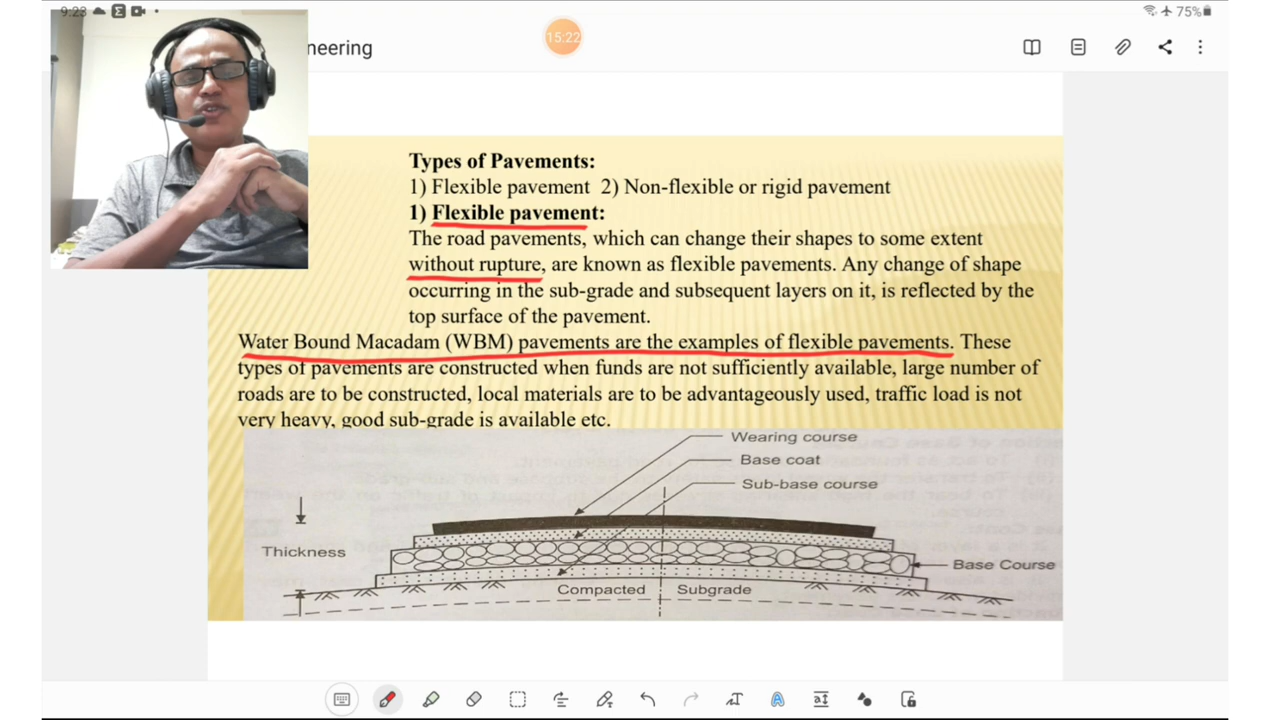 9:23
75%
neering
15:22
Types of Pavements:
1) Flexible pavement 2) Non-flexible or rigid pavement
1) Flexible pavement:
The road pavements, which can change their shapes to some extent
without rupture, are known as flexible pavements. Any change of shape
occurring in the sub-grade and subsequent layers on it, is reflected by the
top surface of the pavement.
Water Bound Macadam (WBM) pavements are the examples of flexible pavements. These
types of pavements are constructed when funds are not sufficiently available, large number of
roads are to be constructed, local materials are to be advantageously used, traffic load is not
very heavy, good sub-grade is available etc.
Wearing course
Base coat
Sub-base course
Thickness
Base Course
Compacted Subgrade